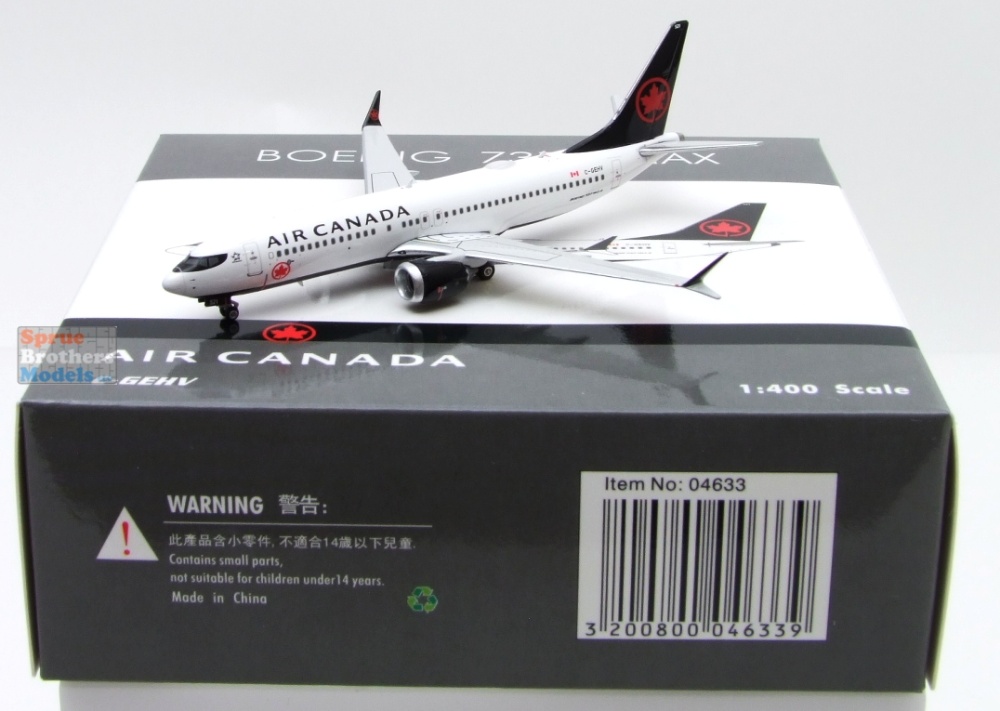 BOEING 73 AX
C-GEHV
AIR CANADA
Sprue
Brothers
Models
AIR CANADA
GEHV
1:400 Scale
WARNING 警告:
此產品含小零件, 不適合14歲以下兒童.
Contains small parts,
not suitable for children under14 years.
Made in China
Item No: 04633
3 200800 046339